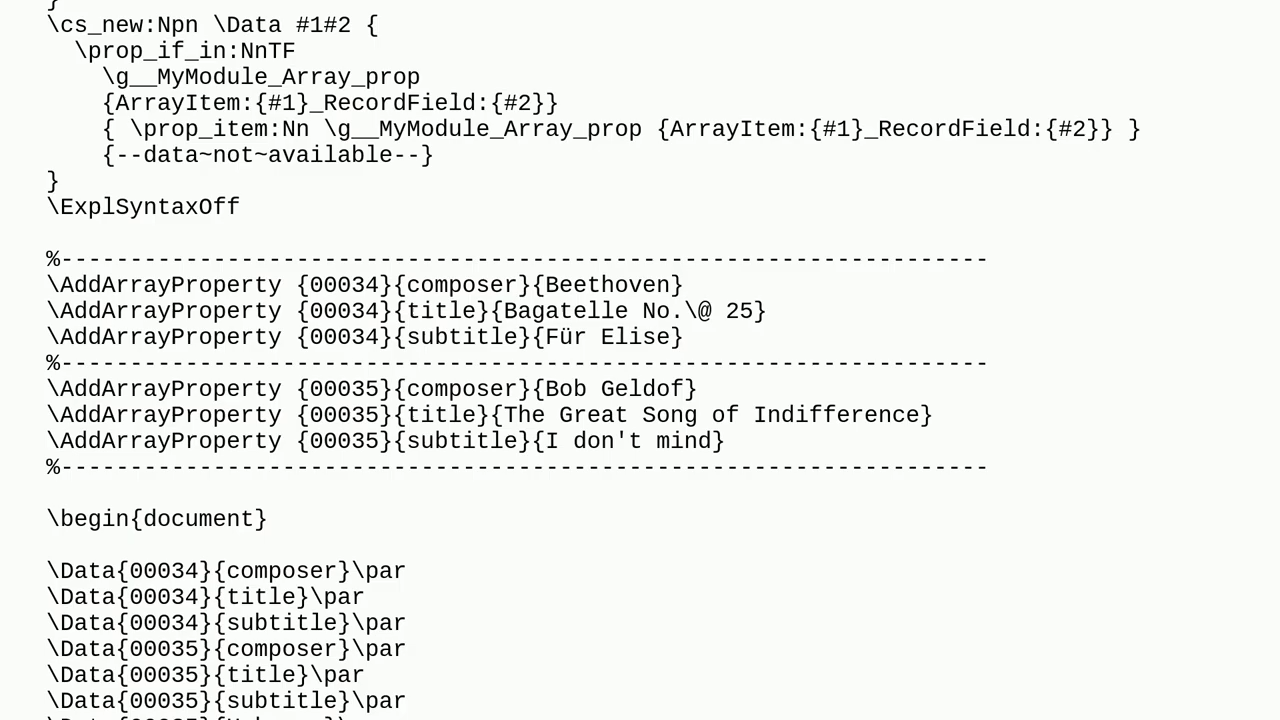 }
\cs_new:Npn \Data #1#2 {
  \prop_if_in:NnTF
    \g__MyModule_Array_prop
    {ArrayItem:{#1}_RecordField:{#2}}
    { \prop_item:Nn \g__MyModule_Array_prop {ArrayItem:{#1}_RecordField:{#2}} }
    {--data~not~available--}
}
\ExplSyntaxOff

%-------------------------------------------------------------------
\AddArrayProperty {00034}{composer}{Beethoven}
\AddArrayProperty {00034}{title}{Bagatelle No.\@ 25}
\AddArrayProperty {00034}{subtitle}{Für Elise}
%-------------------------------------------------------------------
\AddArrayProperty {00035}{composer}{Bob Geldof}
\AddArrayProperty {00035}{title}{The Great Song of Indifference}
\AddArrayProperty {00035}{subtitle}{I don't mind}
%-------------------------------------------------------------------

\begin{document}

\Data{00034}{composer}\par
\Data{00034}{title}\par
\Data{00034}{subtitle}\par
\Data{00035}{composer}\par
\Data{00035}{title}\par
\Data{00035}{subtitle}\par